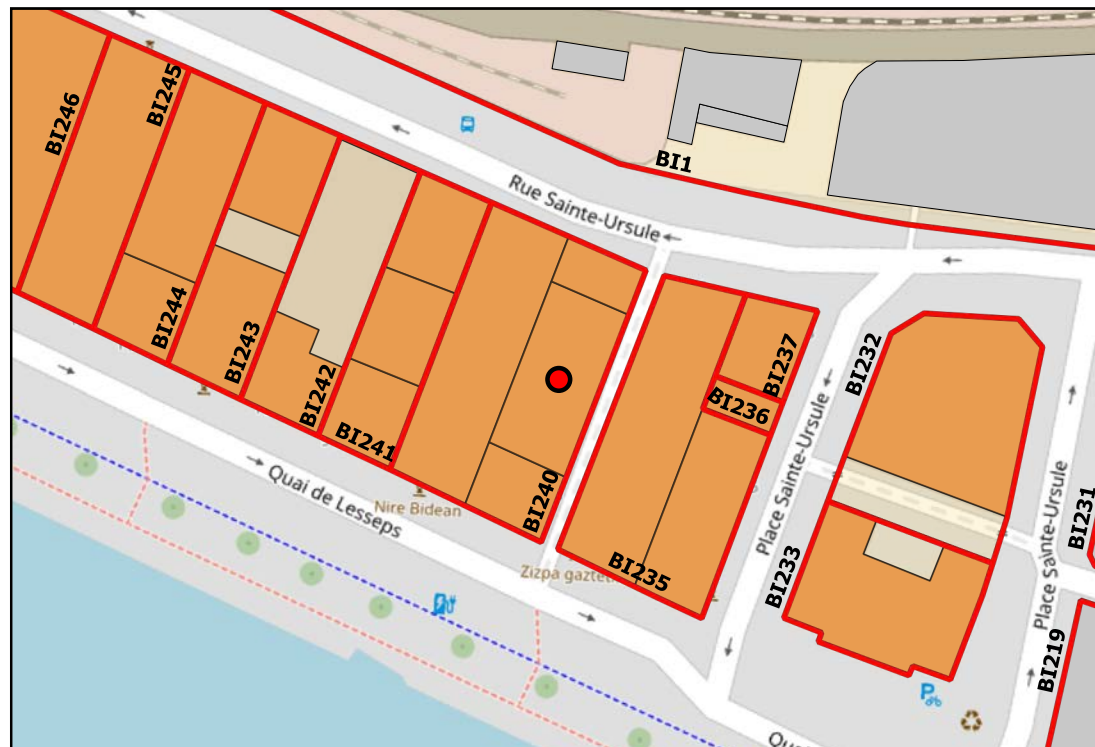 BI246
BI245
BI1
Rue Sainte-Ursule
BI244
BI243
BI242
BI241
BI240
BI237
BI236
BI235
BI232
BI233
BI231
BI219
Place Sainte-Ursule
Place Sainte-Ursule
Quai de Lesseps
Nire Bidean
Zizpa gaztet
P
Qua